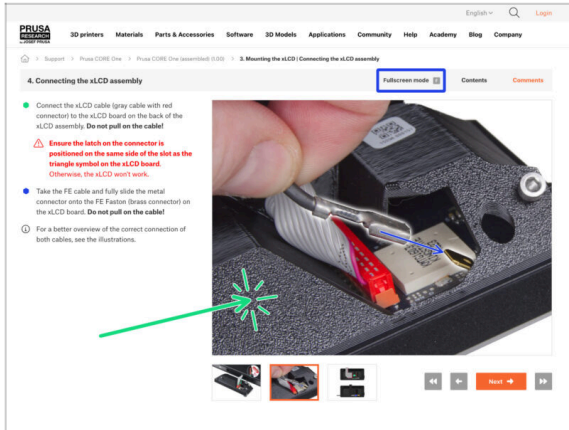 English
Login
PRUSA
RESEARCH
by JOSEF PRUSA
3D printers Materials Parts & Accessories Software 3D Models Applications Community Help Academy Blog Company
Support > Prusa CORE One > Prusa CORE One (assembled) (1.00) > 3. Mounting the xLCD | Connecting the xLCD assembly
4. Connecting the xLCD assembly
Fullscreen mode F
Contents
Comments
Connect the xLCD cable (gray cable with red
connector) to the xLCD board on the back of the
xLCD assembly. Do not pull on the cable!
Ensure the latch on the connector is
positioned on the same side of the slot as the
triangle symbol on the xLCD board.
Otherwise, the xLCD won't work.
Take the FE cable and fully slide the metal
connector onto the FE Faston (brass connector) on
the xLCD board. Do not pull on the cable!
For a better overview of the correct connection of
both cables, see the illustrations.
Next